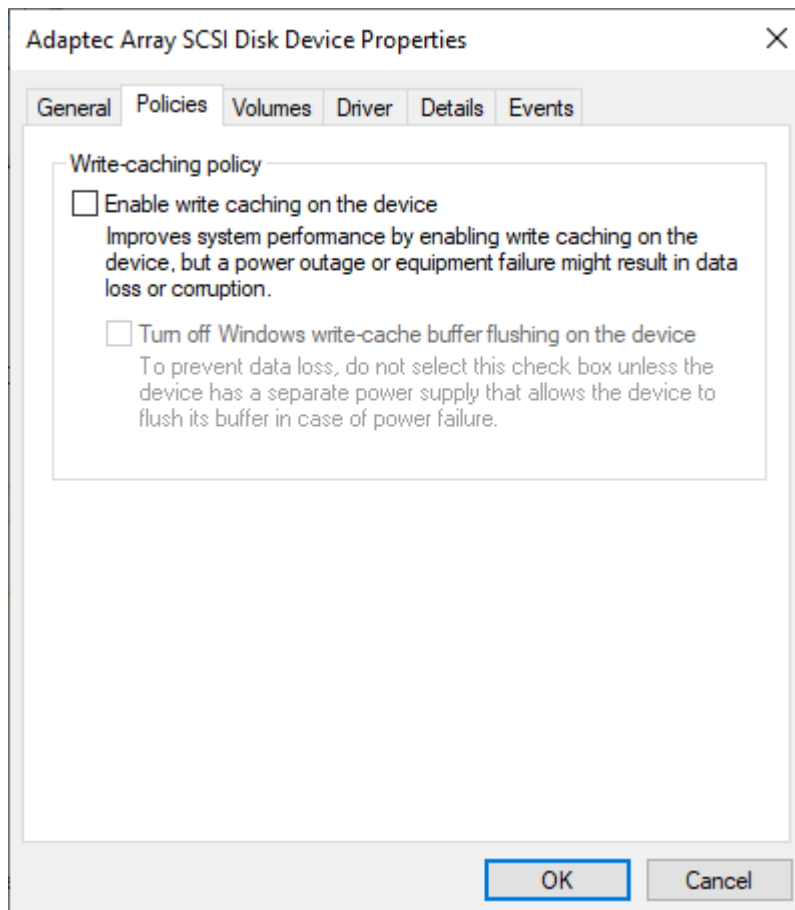 Adaptec Array SCSI Disk Device Properties
General Policies Volumes Driver Details Events
Write-caching policy
Enable write caching on the device
Improves system performance by enabling write caching on the
device, but a power outage or equipment failure might result in data
loss or corruption.
Turn off Windows write-cache buffer flushing on the device
To prevent data loss, do not select this check box unless the
device has a separate power supply that allows the device to
flush its buffer in case of power failure.
OK Cancel